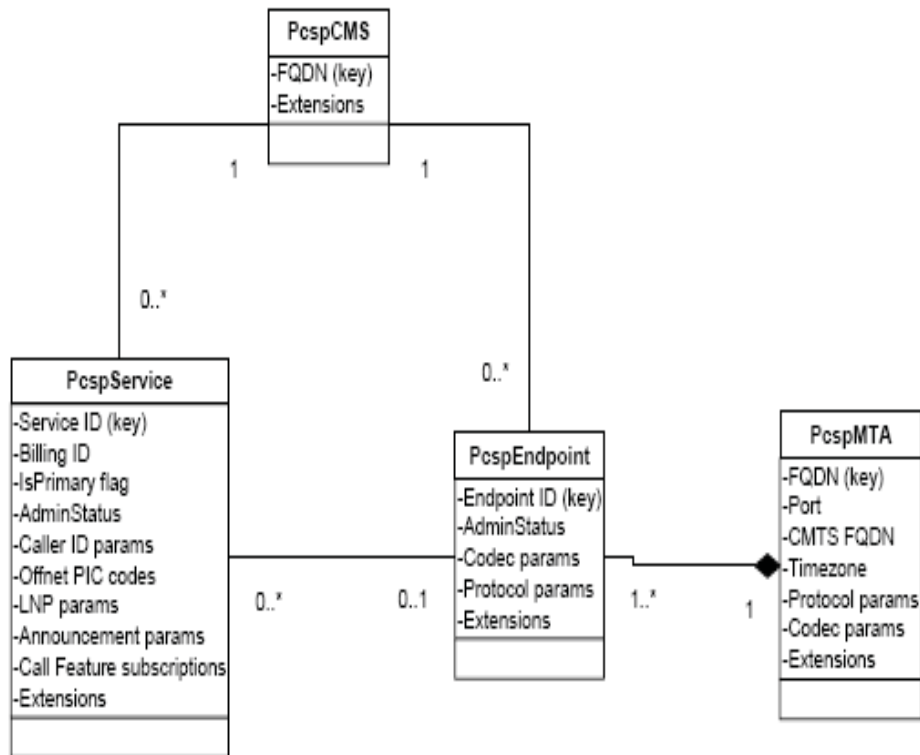 PcspCMS
-FQDN (key)
-Extensions
1
1
0..*
0..*
PcspService
-Service ID (key)
-Billing ID
-IsPrimary flag
-AdminStatus
-Caller ID params
-Offnet PIC codes
-LNP params
-Announcement params
-Call Feature subscriptions
-Extensions
0..*
0..1
PcspEndpoint
-Endpoint ID (key)
-AdminStatus
-Codec params
-Protocol params
-Extensions
1..*
1
PcspMTA
-FQDN (key)
-Port
-CMTS FQDN
-Timezone
-Protocol params
-Codec params
-Extensions